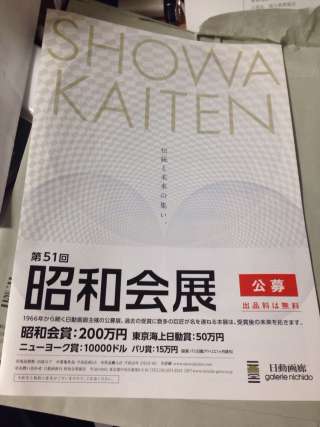 SHOWA
KAITEN
伝統と未来の集い。
第51回
昭和会展
公募
出品料は無料
1966年から続く日動画廊主催の公募展。過去の受賞に数多の巨匠が名を連ねる本展は、受賞後の未来を拓きます。
昭和会賞:200万円 東京海上日動賞:50万円
ニューヨーク賞:10000ドル パリ賞:15万円
日動画廊
galerie nichido